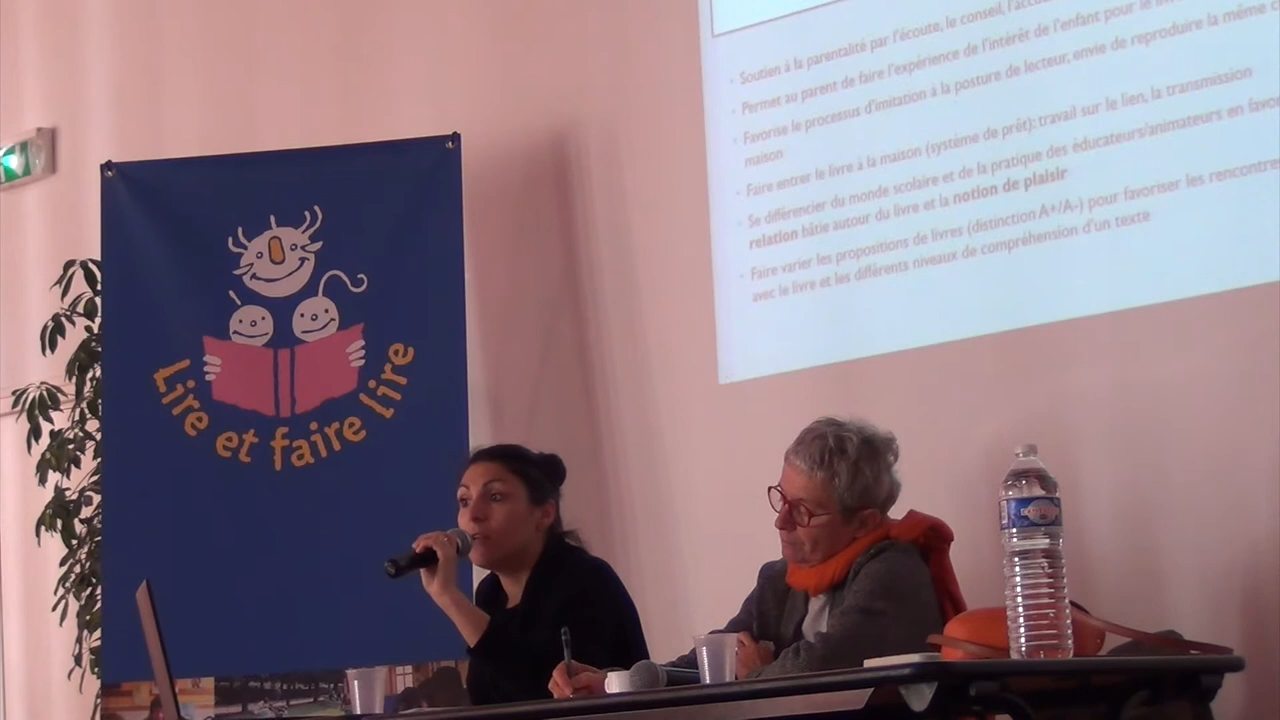 Lire et faire lire
Soutien à la parentalité par l'écoute, le conseil,
Permet au parent de faire l'expérience de l'intérêt de l'enfant pour le
Favorise le processus d'imitation à la posture de lecteur, envie de reproduire la même
maison
Faire entrer le livre à la maison (système de prêt): travail sur le lien, la transmission
Se différencier du monde scolaire et de la pratique des éducateurs/animateurs en
relation bâtie autour du livre et la notion de plaisir
Faire varier les propositions de livres (distinction A+/A-) pour favoriser les rencontres
avec le livre et les différents niveaux de compréhension d'un texte